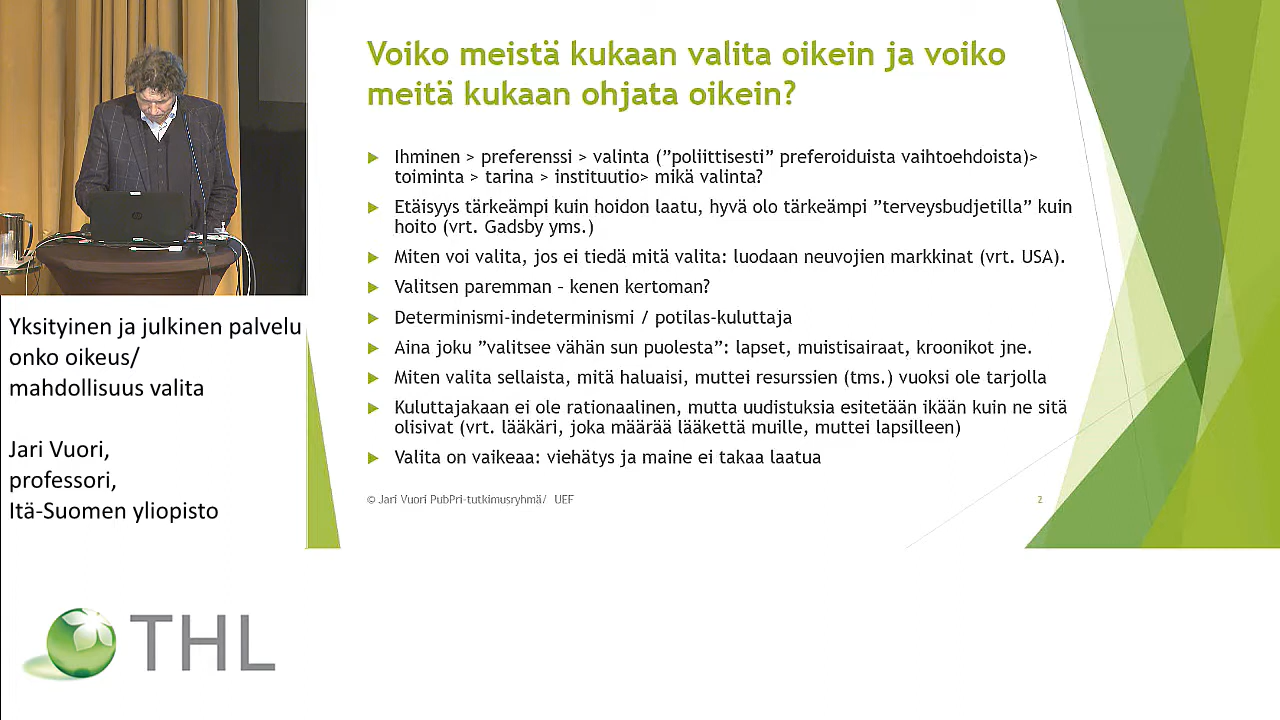 Voiko meistä kukaan valita oikein ja voiko
meitä kukaan ohjata oikein?
Ihminen > preferenssi > valinta (”poliittisesti” preferoiduista vaihtoehdoista)>
toiminta > tarina > instituutio> mikä valinta?
Etäisyys tärkeämpi kuin hoidon laatu, hyvä olo tärkeämpi ”terveysbudjetilla” kuin
hoito (vrt. Gadsby yms.)
Miten voi valita, jos ei tiedä mitä valita: luodaan neuvojien markkinat (vrt. USA).
Valitsen paremman – kenen kertoman?
Determinismi-indeterminismi / potilas-kuluttaja
Aina joku ”valitsee vähän sun puolesta”: lapset, muistisairaat, kroonikot jne.
Miten valita sellaista, mitä haluaisi, muttei resurssien (tms.) vuoksi ole tarjolla
Kuluttajakaan ei ole rationaalinen, mutta uudistuksia esitetään ikään kuin ne sitä
olisivat (vrt. lääkäri, joka määrää lääkettä muille, muttei lapsilleen)
Valita on vaikeaa: viehätys ja maine ei takaa laatua
© Jari Vuori PubPri-tutkimusryhmä/ UEF
2
Yksityinen ja julkinen palvelu
onko oikeus/
mahdollisuus valita
Jari Vuori,
professori,
Itä-Suomen yliopisto
THL